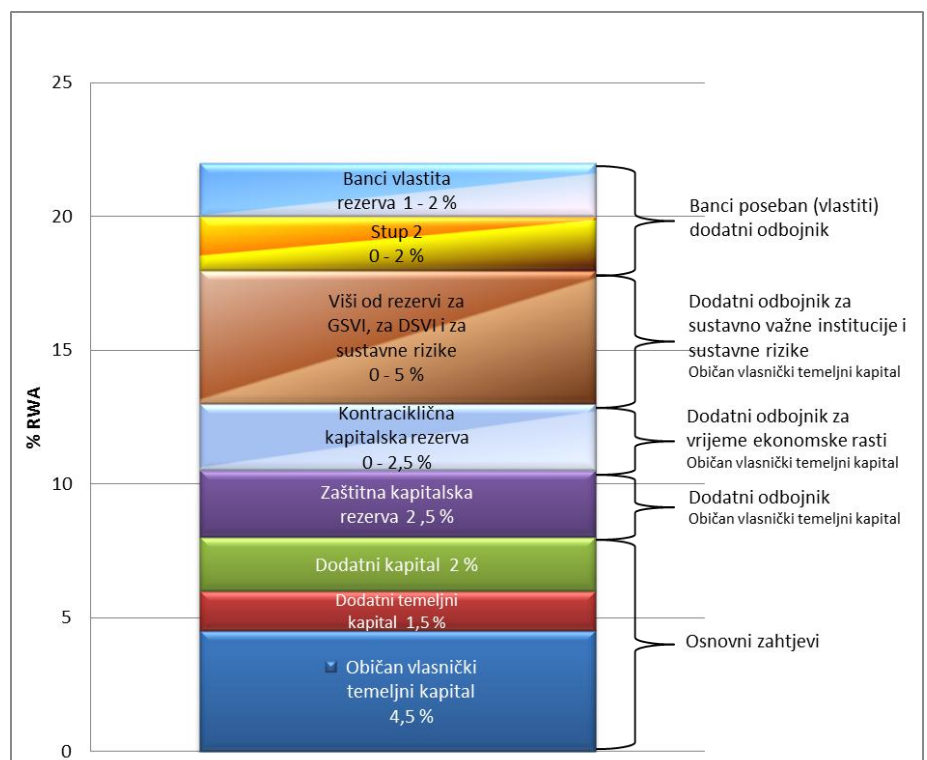 25
20
15
10
5
0
% RWA
Banci vlastita
rezerva 1 - 2 %
Stup 2
0 - 2 %
Viši od rezervi za
GSVI, za DSVI i za
sustavne rizike
0 - 5 %
Kontraciklična
kapitalska rezerva
0 - 2,5 %
Zaštitna kapitalska
rezerva 2 ,5 %
Dodatni kapital 2 %
Dodatni temeljni
kapital 1,5 %
Običan vlasnički
temeljni kapital
4,5 %
Banci poseban (vlastiti)
dodatni odbojnik
Dodatni odbojnik za
sustavno važne institucije i
sustavne rizike
Običan vlasnički temeljni kapital
Dodatni odbojnik za
vrijeme ekonomske rasti
Običan vlasnički temeljni kapital
Dodatni odbojnik
Običan vlasnički temeljni kapital
Osnovni zahtjevi